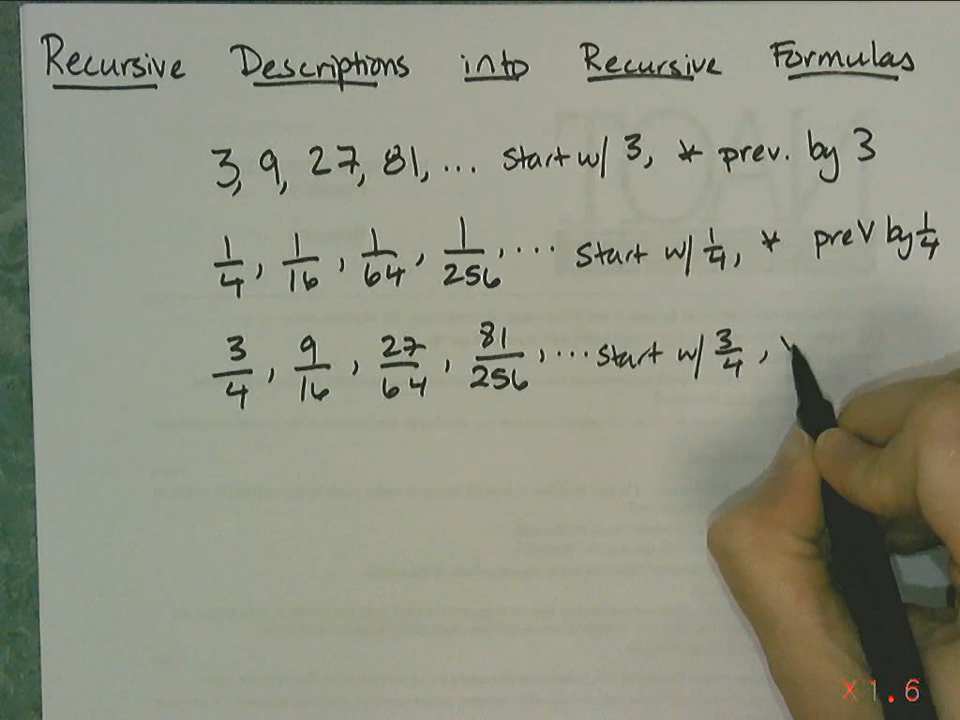 Recursive Descriptions into Recursive Formulas
3, 9, 27, 81, ... Start w/ 3, * prev. by 3
1/4, 1/16, 1/64, 1/256, ... Start w/ 1/4, * prev by 1/4
3/4, 9/16, 27/64, 81/256, ... Start w/ 3/4,
x1.6